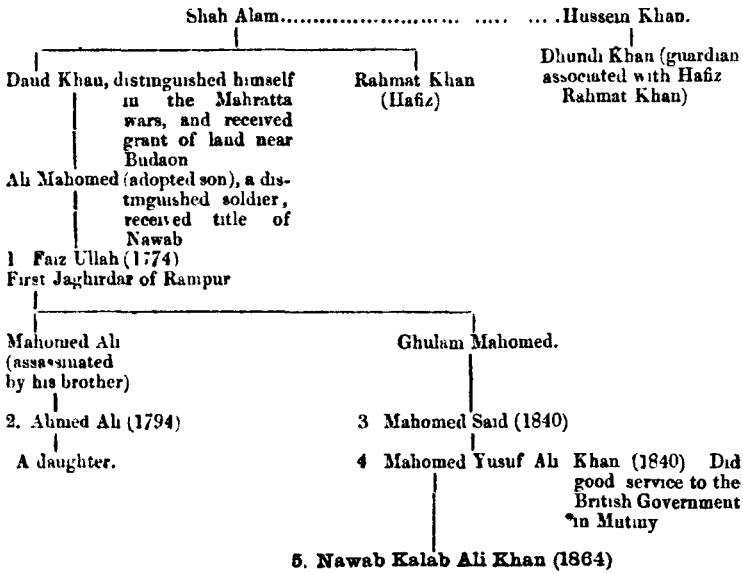 Shah Alam................................. ..... ....Hussein Khan.
Daud Khan, distinguished himself
in the Mahratta
wars, and received
grant of land near
Budaon
Rahmat Khan
(Hafiz)
Dhundi Khan (guardian
associated with Hafiz
Rahmat Khan)
Ali Mahomed (adopted son), a dis-
tinguished soldier,
received title of
Nawab
1 Faiz Ullah (1774)
First Jaghirdar of Rampur
Mahomed Ali
(assassinated
by his brother)
Ghulam Mahomed.
2. Ahmed Ali (1794)
3 Mahomed Said (1840)
A daughter.
4 Mahomed Yusuf Ali Khan (1840) Did
good service to the
British Government
in Mutiny
5. Nawab Kalab Ali Khan (1864)